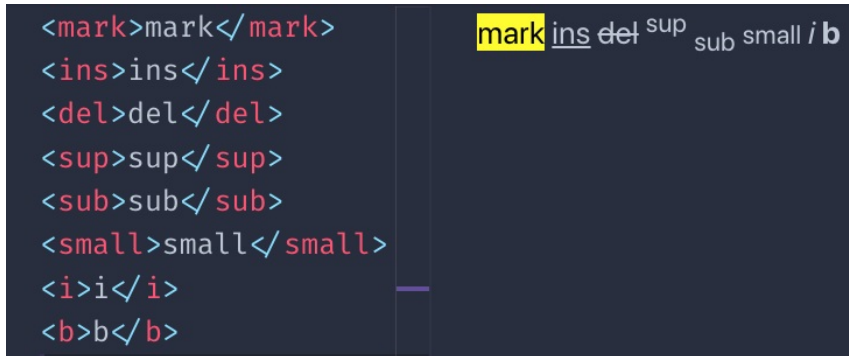 <mark>mark</mark>
<ins>ins</ins>
<del>del</del>
<sup>sup</sup>
<sub>sub</sub>
<small>small</small>
<i>i</i>
<b>b</b>
mark ins del sup sub small i b